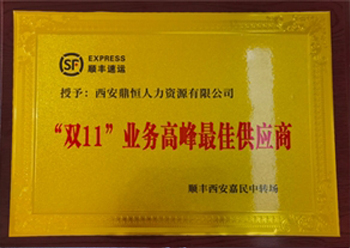 SF EXPRESS
顺丰速运
授予：西安鼎恒人力资源有限公司
“双11”业务高峰最佳供应商
顺丰西安嘉民中转场